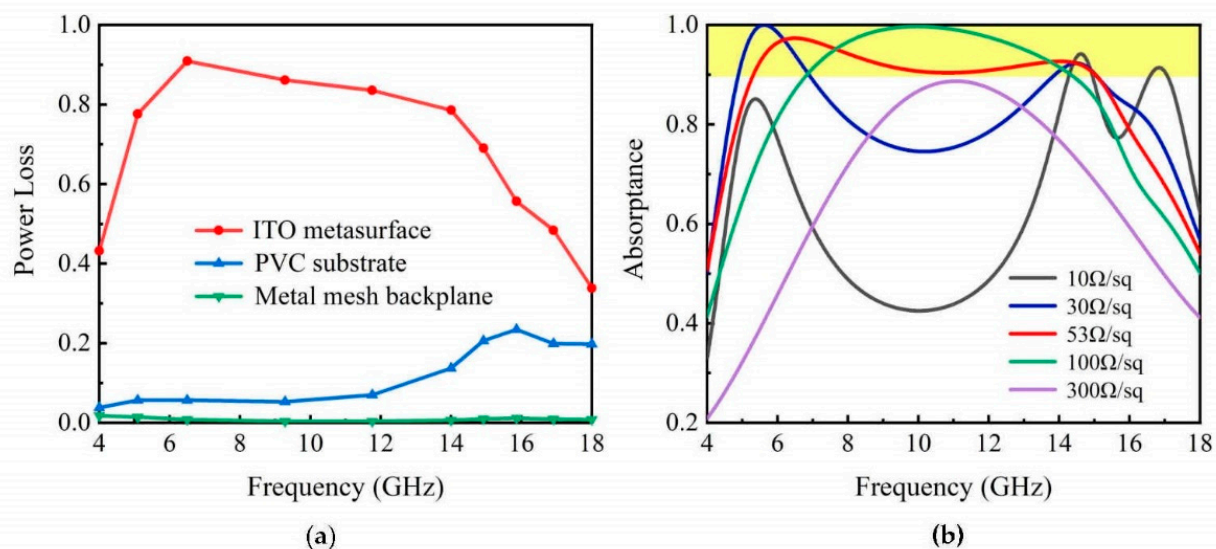 1.0
0.8
0.6
0.4
0.2
0.0
Power Loss
ITO metasurface
PVC substrate
Metal mesh backplane
4 6 8 10 12 14 16 18
Frequency (GHz)
(a)
1.0
0.8
0.6
0.4
0.2
Absorptance
10Ω/sq
30Ω/sq
53Ω/sq
100Ω/sq
300Ω/sq
4 6 8 10 12 14 16 18
Frequency (GHz)
(b)